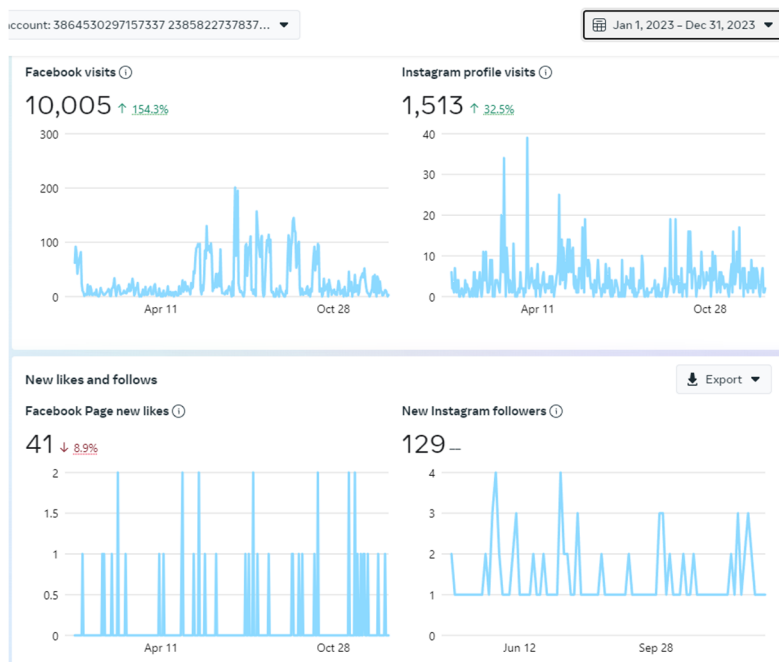 account: 3864530297157337 2385822737837...
Jan 1, 2023 – Dec 31, 2023
Facebook visits
10,005 ↑ 154.3%
300
200
100
0
Apr 11 Oct 28
Instagram profile visits
1,513 ↑ 32.5%
40
30
20
10
0
Apr 11 Oct 28
New likes and follows
Export
Facebook Page new likes
41 ↓ 8.9%
2
1.5
1
0.5
0
Apr 11 Oct 28
New Instagram followers
129 --
4
3
2
1
0
Jun 12 Sep 28